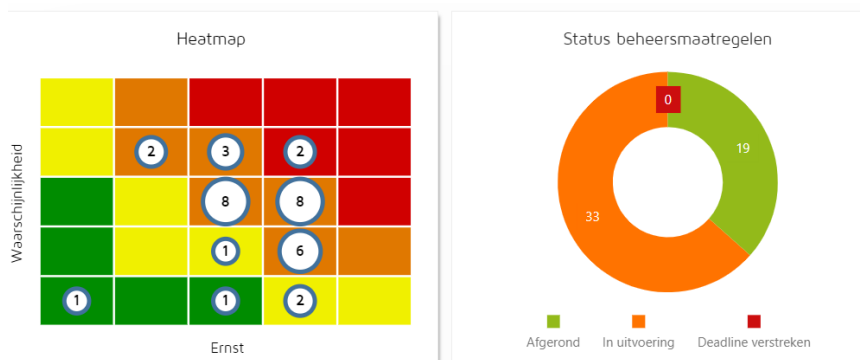 Heatmap
Waarschijnlijkheid
2 3 2
8 8
1 6
1 1 2
Ernst
Status beheersmaatregelen
0
19
33
Afgerond In uitvoering Deadline verstreken